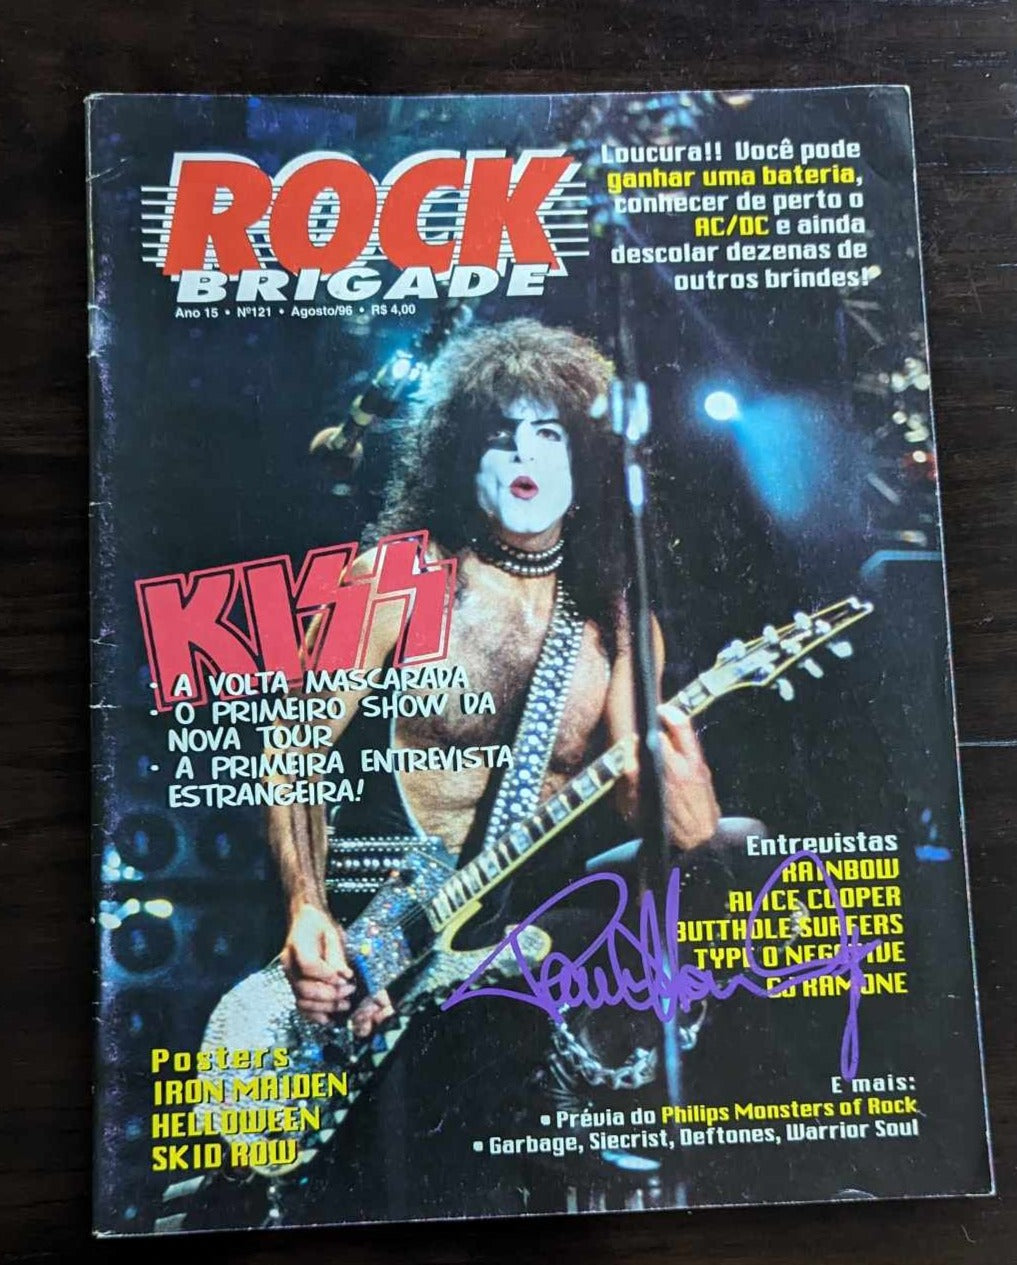 ROCK
BRIGADE
Ano 15 • Nº121 • Agosto/96 • R$ 4,00
Loucura!! Você pode
ganhar uma bateria,
conhecer de perto o
AC/DC e ainda
descolar dezenas de
outros brindes!
KISS
• A VOLTA MASCARADA
• O PRIMEIRO SHOW DA
NOVA TOUR
• A PRIMEIRA ENTREVISTA
ESTRANGEIRA!
Entrevistas
RAINBOW
ALICE COOPER
BUTTHOLE SURFERS
TYPE O NEGATIVE
CJ RAMONE
Posters
IRON MAIDEN
HELLOWEEN
SKID ROW
E mais:
• Prévia do Philips Monsters of Rock
• Garbage, Siecrist, Deftones, Warrior Soul